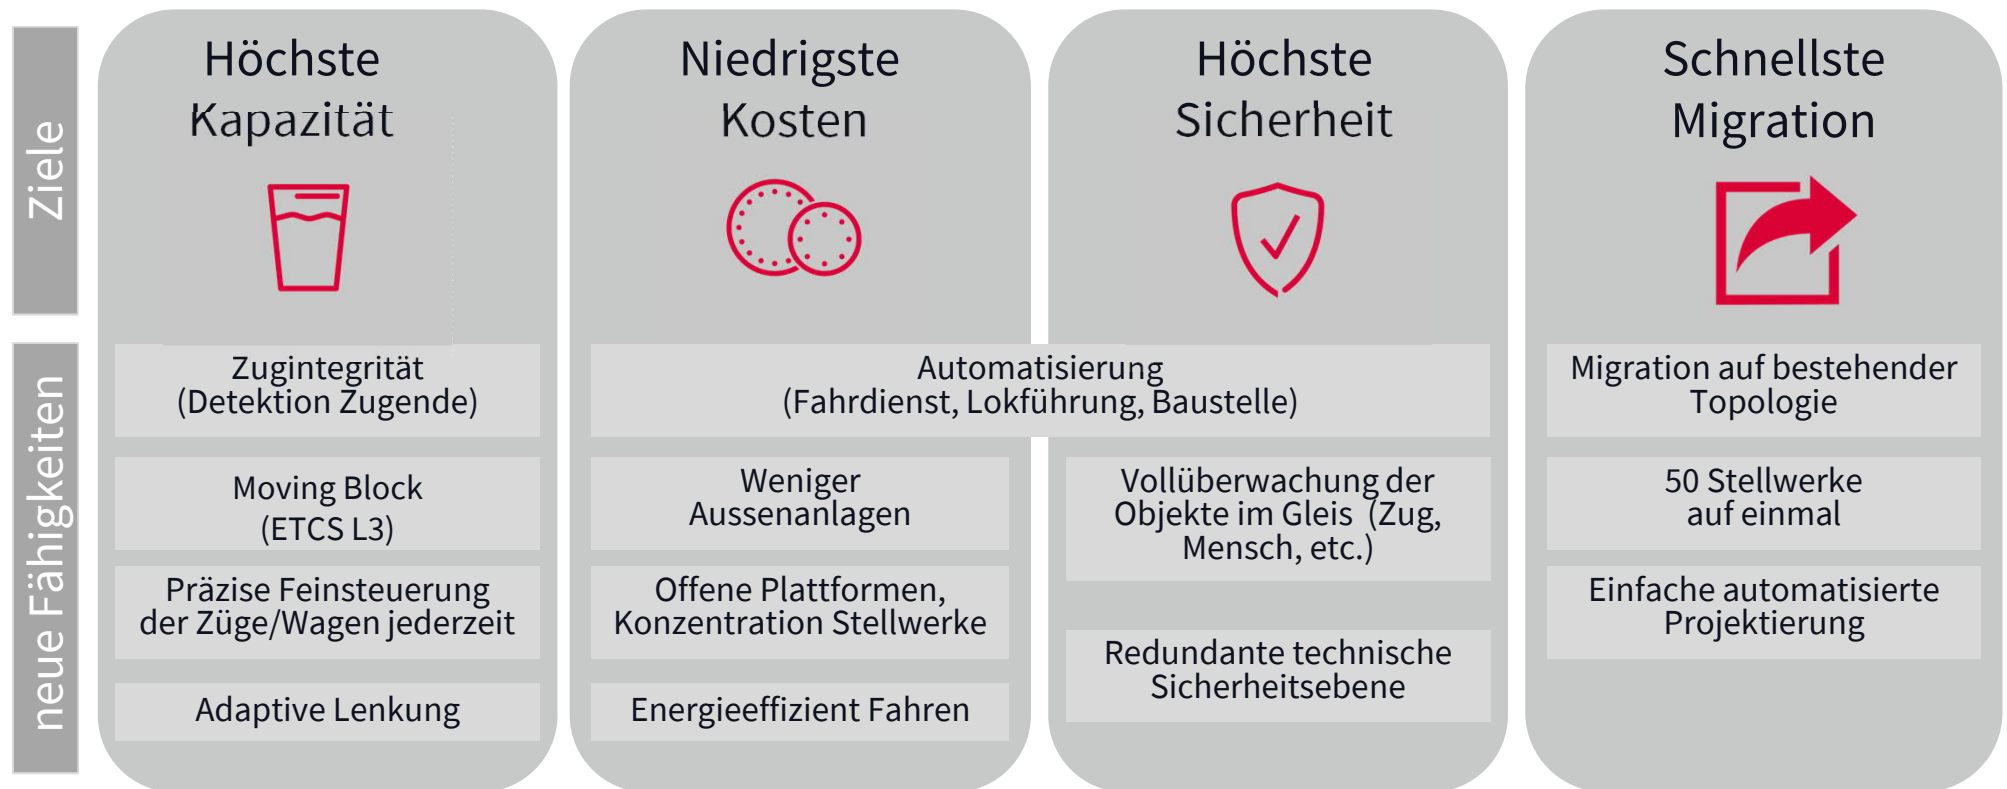 Ziele
Höchste
Kapazität
Niedrigste
Kosten
Höchste
Sicherheit
Schnellste
Migration
neue Fähigkeiten
Zugintegrität
(Detektion Zugende)
Moving Block
(ETCS L3)
Präzise Feinsteuerung
der Züge/Wagen jederzeit
Adaptive Lenkung
Automatisierung
(Fahrdienst, Lokführung, Baustelle)
Weniger
Aussenanlagen
Offene Plattformen,
Konzentration Stellwerke
Energieeffizient Fahren
Vollüberwachung der
Objekte im Gleis (Zug,
Mensch, etc.)
Redundante technische
Sicherheitsebene
Migration auf bestehender
Topologie
50 Stellwerke
auf einmal
Einfache automatisierte
Projektierung